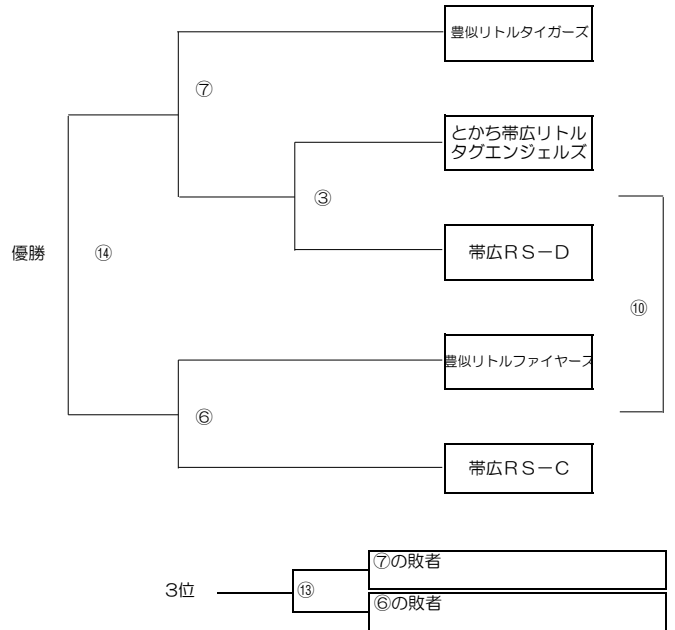 豊似リトルタイガーズ
⑦
とかち帯広リトル
タグエンジェルズ
③
帯広RS－D
優勝
⑭
⑩
豊似リトルファイヤーズ
⑥
帯広RS－C
⑦の敗者
3位
⑬
⑥の敗者